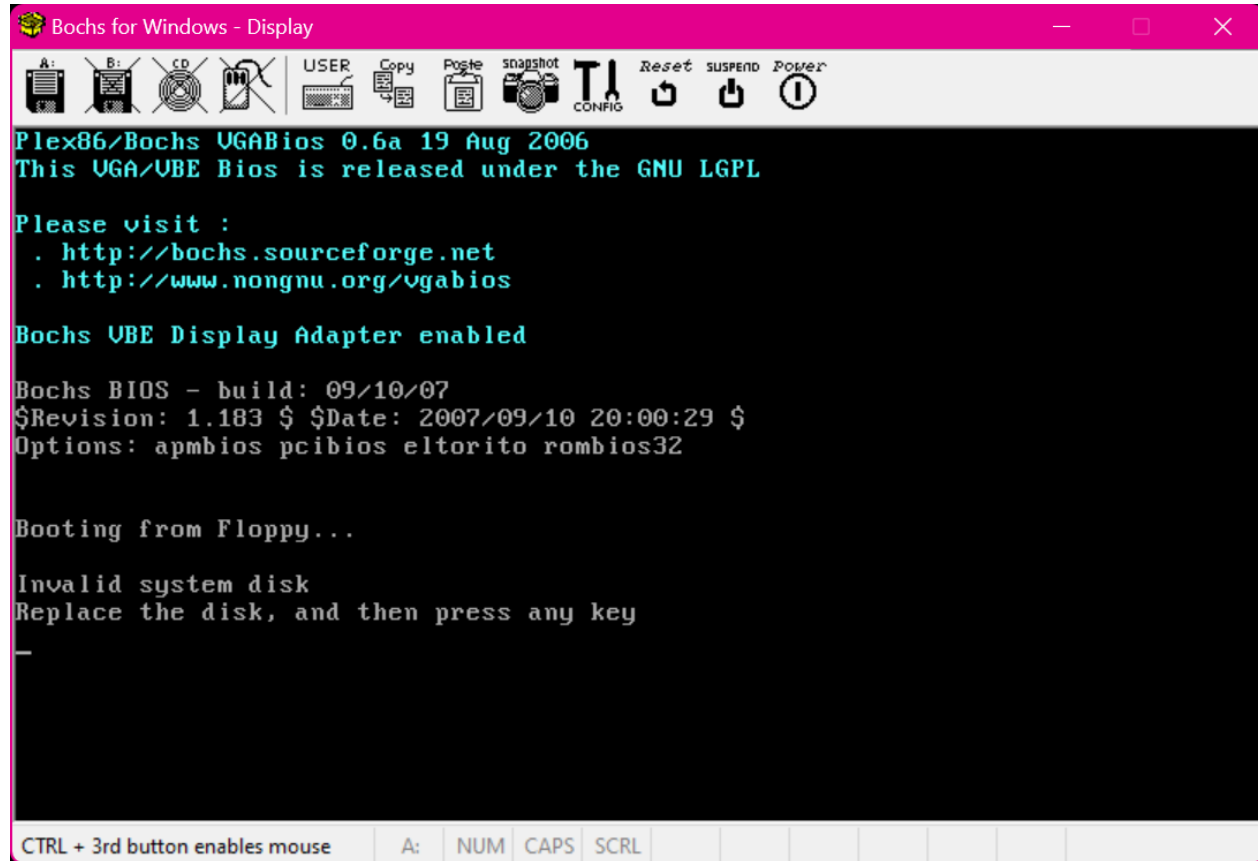 Bochs for Windows - Display
A: B: CD USER Copy Poste snapshot CONFIG Reset SUSPEND Power
Plex86/Bochs VGABios 0.6a 19 Aug 2006
This VGA/VBE Bios is released under the GNU LGPL
Please visit :
. http://bochs.sourceforge.net
. http://www.nongnu.org/vgabios
Bochs VBE Display Adapter enabled
Bochs BIOS - build: 09/10/07
$Revision: 1.183 $ $Date: 2007/09/10 20:00:29 $
Options: apmbios pcibios eltorito rombios32
Booting from Floppy...
Invalid system disk
Replace the disk, and then press any key
_
CTRL + 3rd button enables mouse A: NUM CAPS SCRL